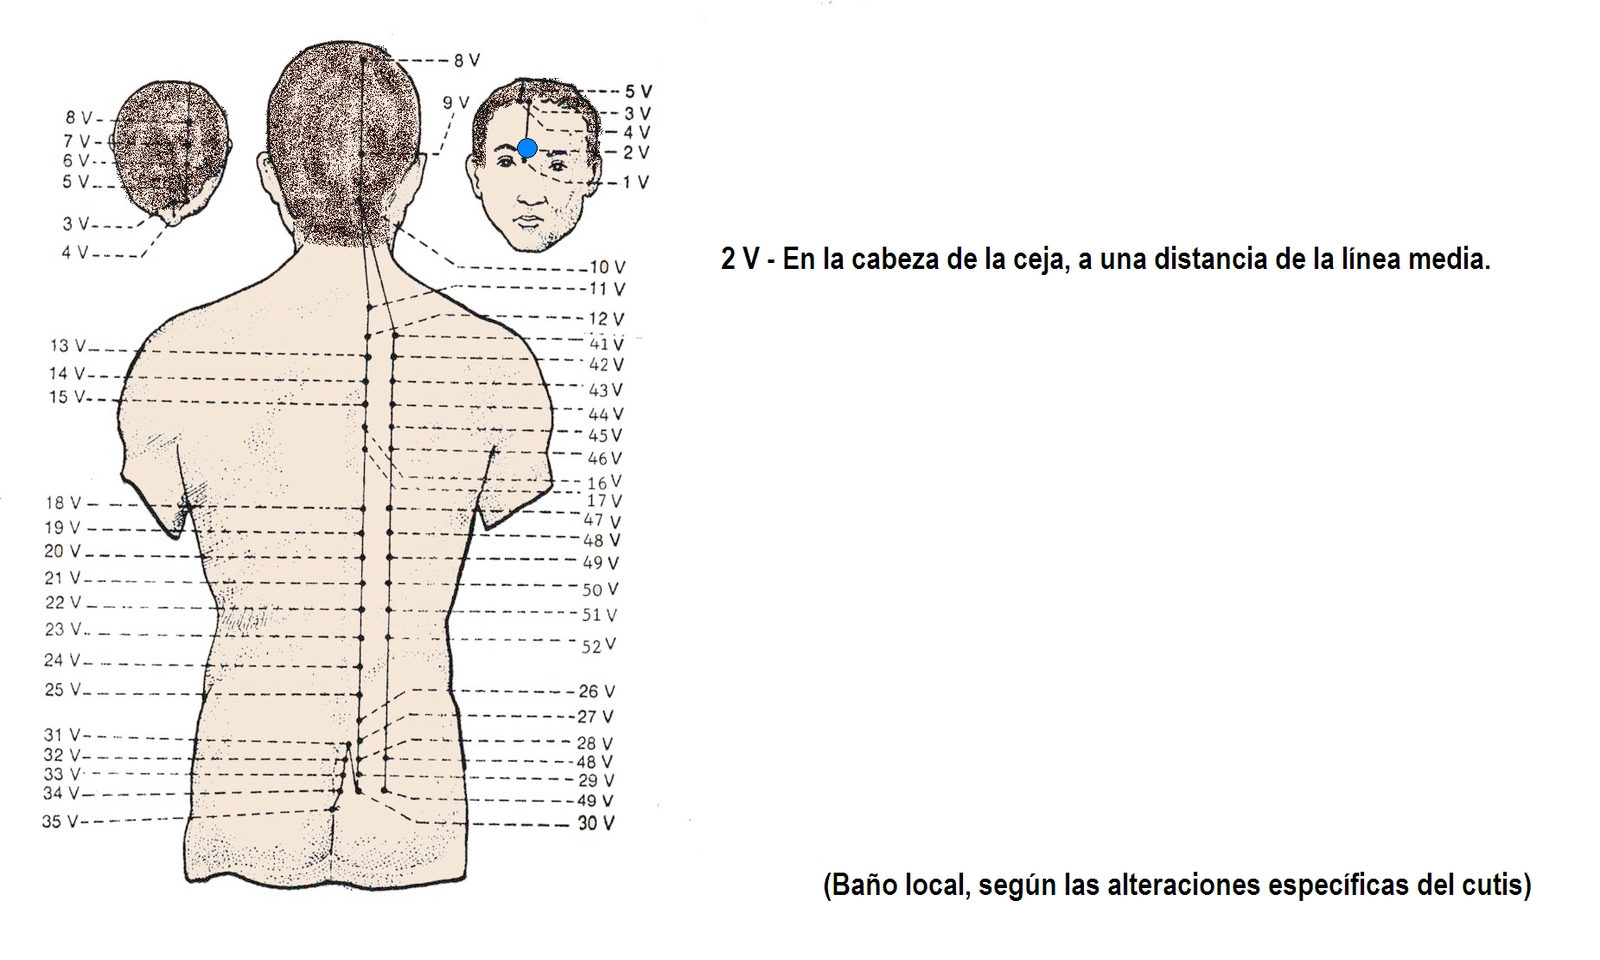 8 V
9 V
8 V
7 V
6 V
5 V
3 V
4 V
5 V
3 V
4 V
2 V
1 V
10 V
11 V
12 V
41 V
42 V
43 V
44 V
45 V
46 V
16 V
17 V
47 V
48 V
49 V
50 V
51 V
52 V
13 V
14 V
15 V
18 V
19 V
20 V
21 V
22 V
23 V
24 V
25 V
31 V
32 V
33 V
34 V
35 V
26 V
27 V
28 V
48 V
29 V
49 V
30 V
2 V - En la cabeza de la ceja, a una distancia de la línea media.
(Baño local, según las alteraciones específicas del cutis)